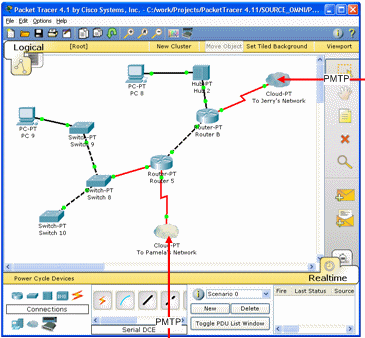 Packet Tracer 4.1 by Cisco Systems, Inc. - C:/work/Projects/PacketTracer 4.11/SOURCE_OMNI/P...
File Edit Options View Help
Logical [Root] New Cluster Move Object Set Tiled Background Viewport
PMTP
Hub-PT
Hub 2
PC-PT
PC 8
Cloud-PT
To Jerry's Network
Router-PT
Router B
PC-PT
PC 9
Switch-PT
Switch 9
Router-PT
Router S
Switch-PT
Switch 8
Switch-PT
Switch 10
Cloud-PT
To Pamela's Network
Power Cycle Devices
Realtime
Connections
Serial DCE
PMTP
Scenario 0
New Delete
Toggle PDU List Window
Fire Last Status Source